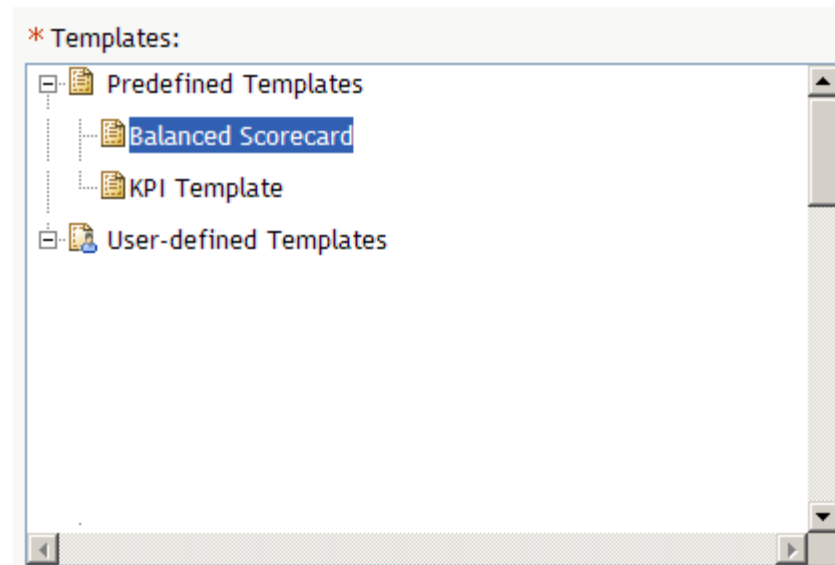 * Templates:
Predefined Templates
Balanced Scorecard
KPI Template
User-defined Templates